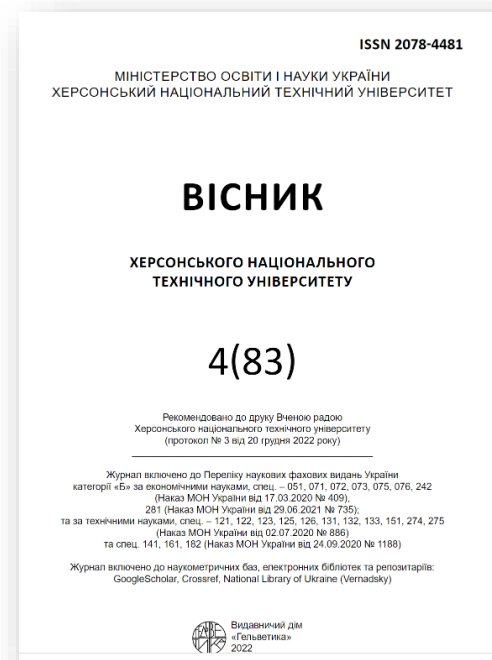 ISSN 2078-4481
МІНІСТЕРСТВО ОСВІТИ І НАУКИ УКРАЇНИ
ХЕРСОНСЬКИЙ НАЦІОНАЛЬНИЙ ТЕХНІЧНИЙ УНІВЕРСИТЕТ
ВІСНИК
ХЕРСОНСЬКОГО НАЦІОНАЛЬНОГО
ТЕХНІЧНОГО УНІВЕРСИТЕТУ
4(83)
Рекомендовано до друку Вченою радою
Херсонського національного технічного університету
(протокол № 3 від 20 грудня 2022 року)
Журнал включено до Переліку наукових фахових видань України
категорії «Б» за економічними науками, спец. – 051, 071, 072, 073, 075, 076, 242
(Наказ МОН України від 17.03.2020 № 409),
281 (Наказ МОН України від 29.06.2021 № 735);
та за технічними науками, спец. – 121, 122, 123, 125, 126, 131, 132, 133, 151, 274, 275
(Наказ МОН України від 02.07.2020 № 886)
та спец. 141, 161, 182 (Наказ МОН України від 24.09.2020 № 1188)
Журнал включено до наукометричних баз, електронних бібліотек та репозитаріїв:
GoogleScholar, Crossref, National Library of Ukraine (Vernadsky)
Видавничий дім
«Гельветика»
2022